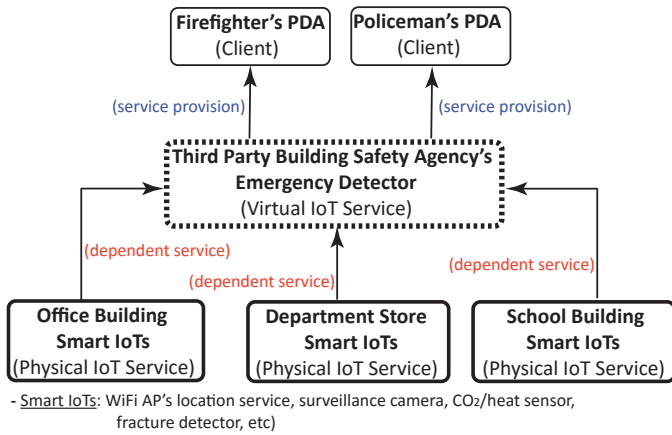 Firefighter's PDA
(Client)
Policeman's PDA
(Client)
(service provision)
(service provision)
Third Party Building Safety Agency's
Emergency Detector
(Virtual IoT Service)
(dependent service)
(dependent service)
(dependent service)
Office Building
Smart IoTs
(Physical IoT Service)
Department Store
Smart IoTs
(Physical IoT Service)
School Building
Smart IoTs
(Physical IoT Service)
- Smart IoTs: WiFi AP's location service, surveillance camera, CO₂/heat sensor,
fracture detector, etc)